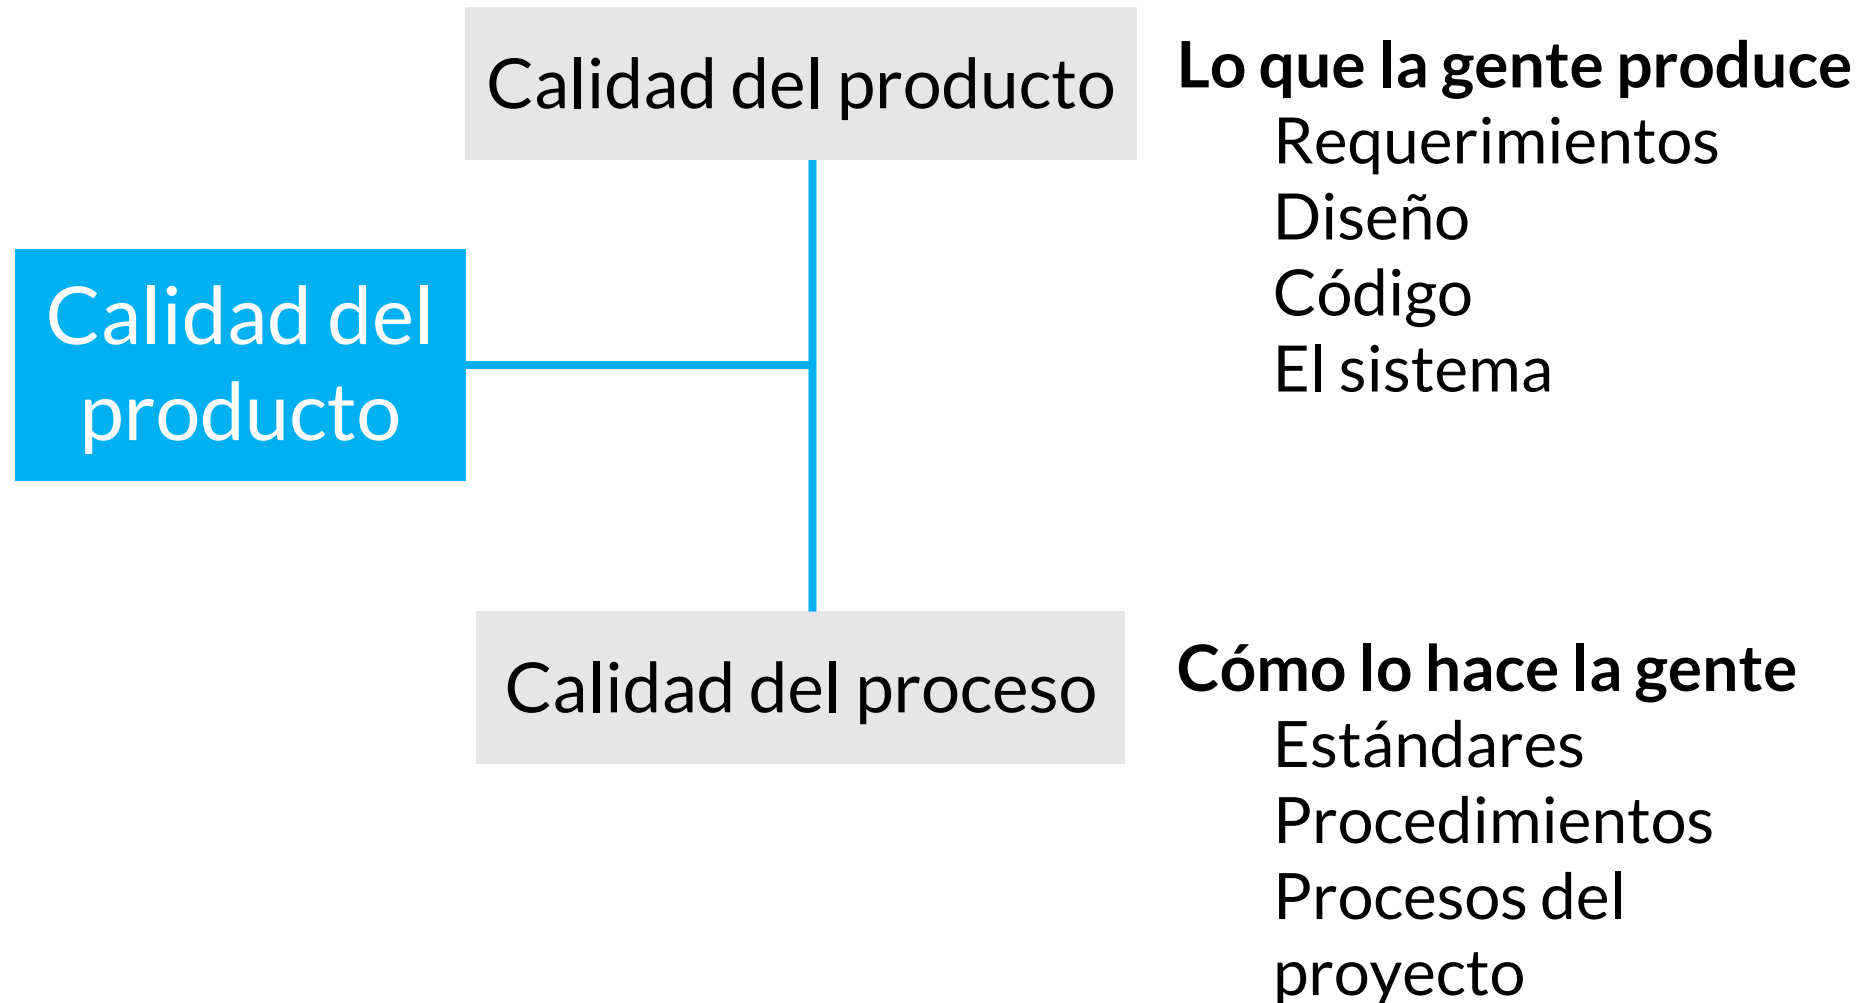 Calidad del producto
Lo que la gente produce
Requerimientos
Diseño
Código
El sistema
Calidad del
producto
Calidad del proceso
Cómo lo hace la gente
Estándares
Procedimientos
Procesos del
proyecto